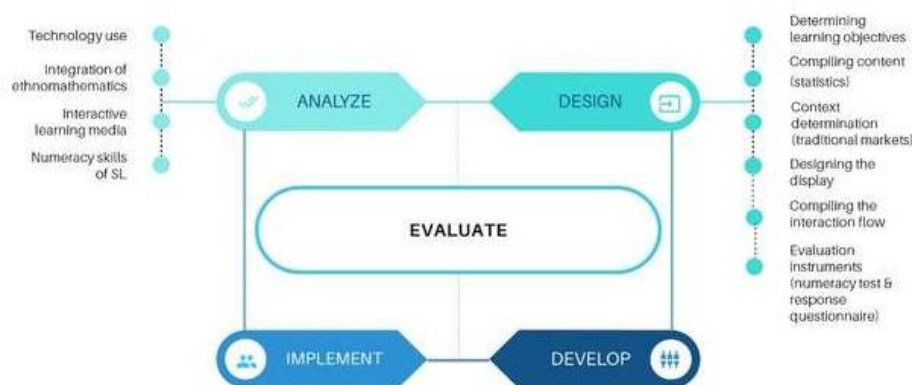 Technology use
Integration of
ethnomathematics
Interactive
learning media
Numeracy skills
of SL
ANALYZE
DESIGN
Determining
learning objectives
Compiling content
(statistics)
Context
determination
(traditional markets)
Designing the
display
Compiling the
interaction flow
Evaluation
instruments
(numeracy test &
response
questionnaire)
EVALUATE
IMPLEMENT
DEVELOP